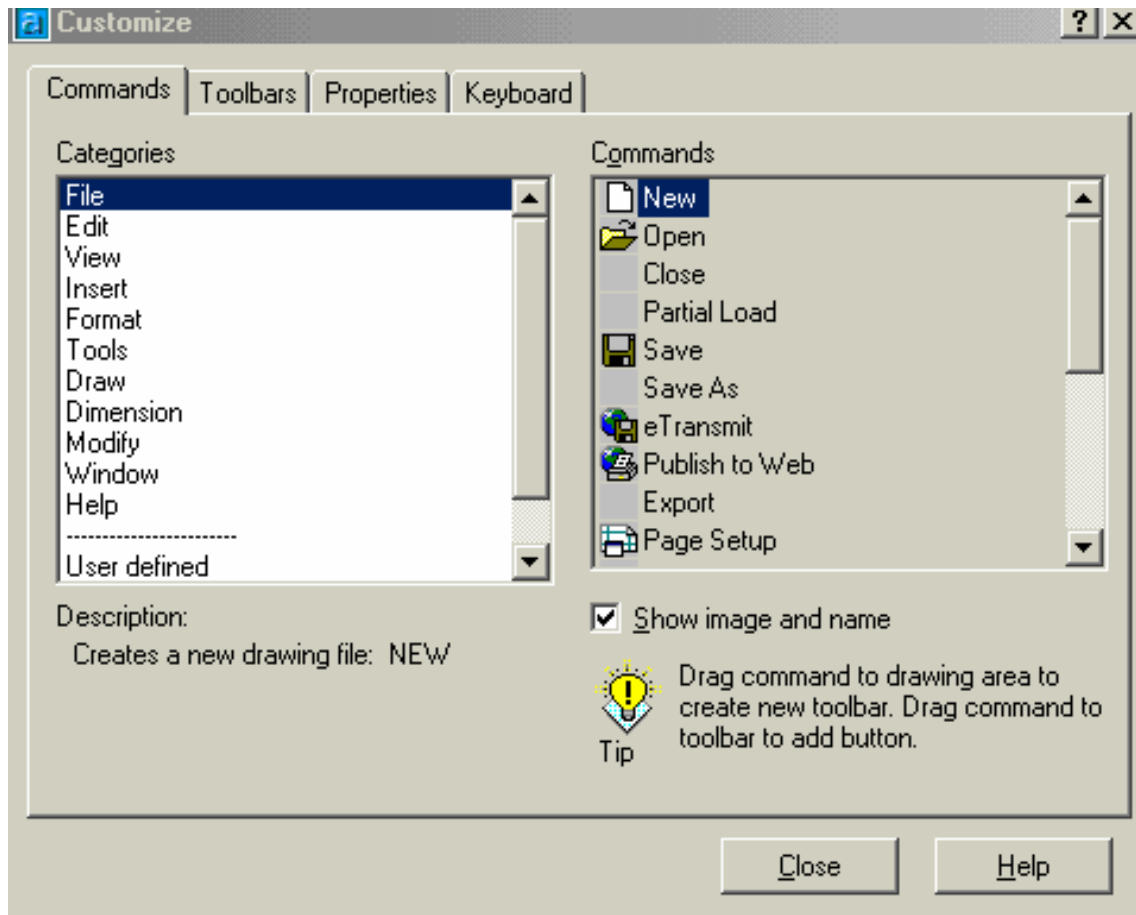 a Customize ? X
Commands Toolbars Properties Keyboard
Categories
File
Edit
View
Insert
Format
Tools
Draw
Dimension
Modify
Window
Help
------------------------
User defined
Description:
Creates a new drawing file: NEW
Commands
New
Open
Close
Partial Load
Save
Save As
eTransmit
Publish to Web
Export
Page Setup
Show image and name
Tip
Drag command to drawing area to
create new toolbar. Drag command to
toolbar to add button.
Close Help